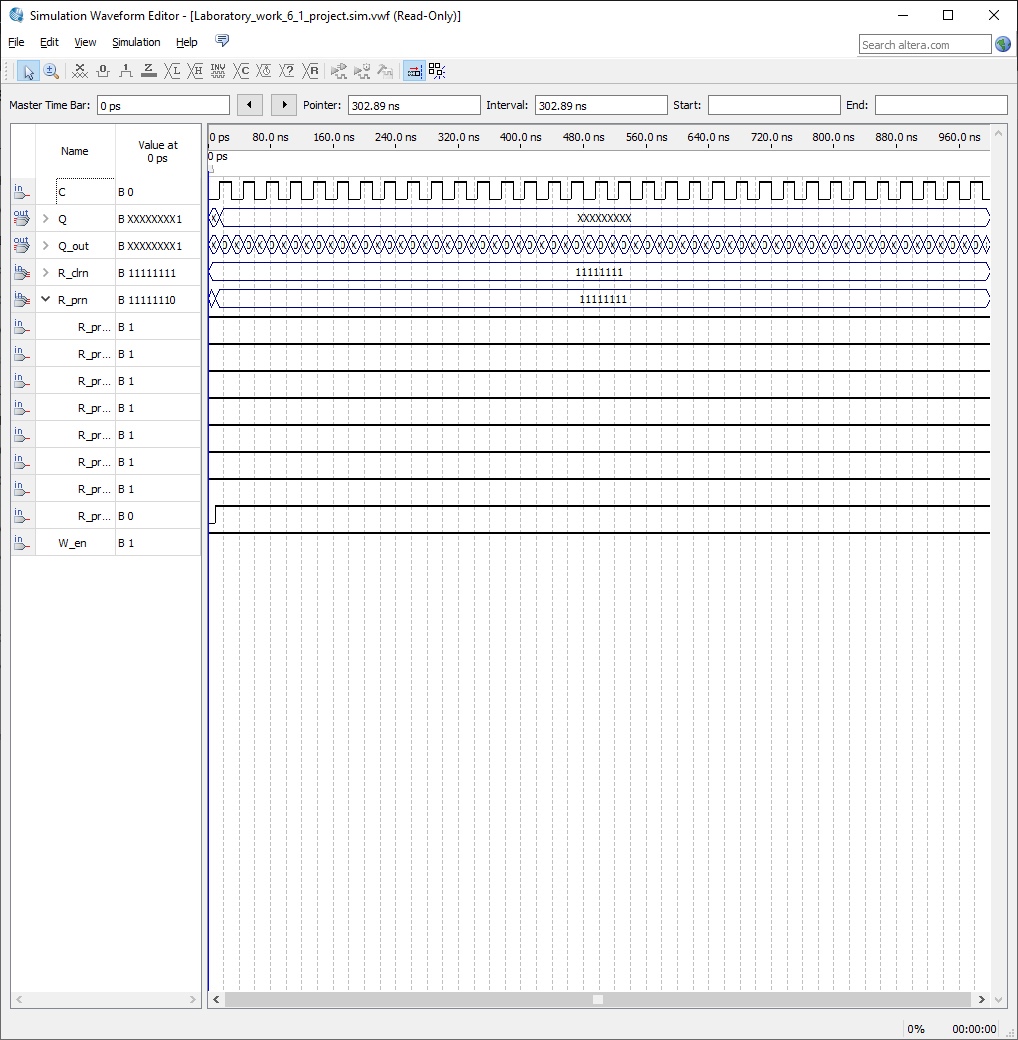 Simulation Waveform Editor - [Laboratory_work_6_1_project.sim.vwf (Read-Only)]
File Edit View Simulation Help
Search altera.com
Master Time Bar: 0 ps Pointer: 302.89 ns Interval: 302.89 ns Start: End:
Name Value at 0 ps
0 ps 80.0 ns 160.0 ns 240.0 ns 320.0 ns 400.0 ns 480.0 ns 560.0 ns 640.0 ns 720.0 ns 800.0 ns 880.0 ns 960.0 ns
0 ps
in C B 0
out Q B XXXXXXXX1 XXXXXXXXX
out Q_out B XXXXXXXX1
in R_clrn B 11111111 11111111
in R_prn B 11111110 11111111
in R_pr... B 1
in R_pr... B 1
in R_pr... B 1
in R_pr... B 1
in R_pr... B 1
in R_pr... B 1
in R_pr... B 1
in R_pr... B 0
in W_en B 1
0% 00:00:00